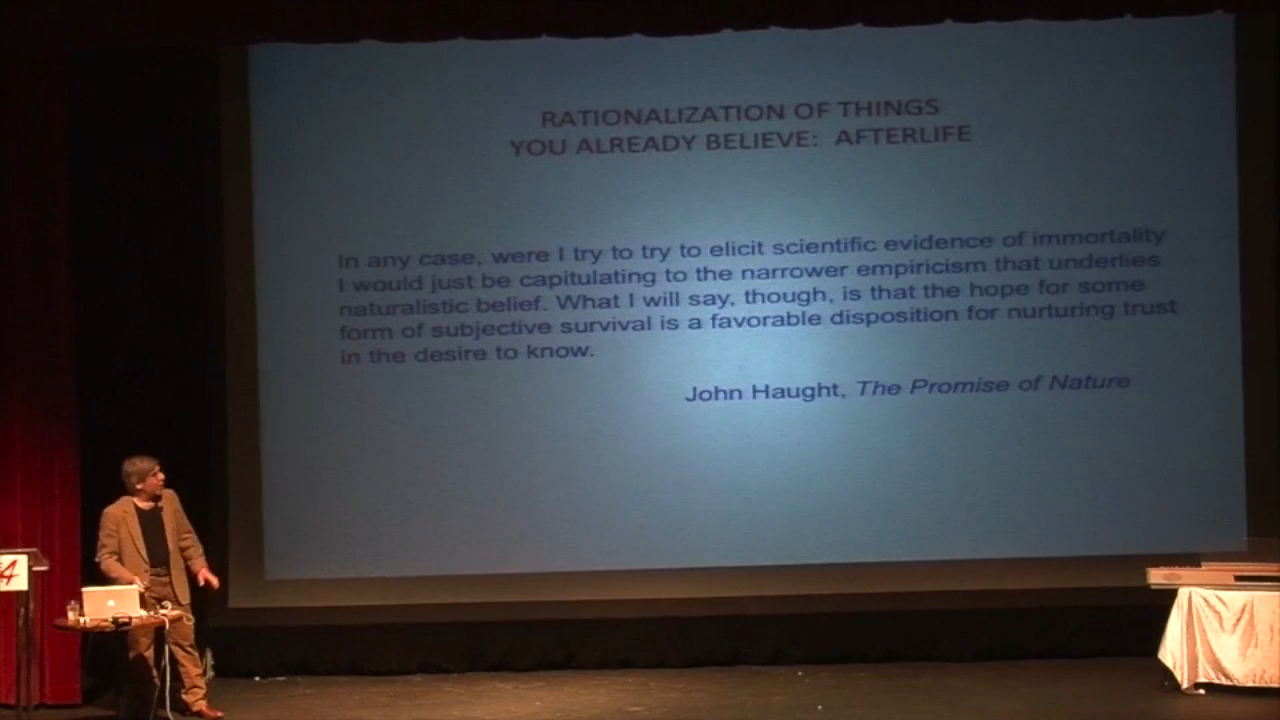 RATIONALIZATION OF THINGS
YOU ALREADY BELIEVE: AFTERLIFE
In any case, were I try to try to elicit scientific evidence of immortality
I would just be capitulating to the narrower empiricism that underlies
naturalistic belief. What I will say, though, is that the hope for some
form of subjective survival is a favorable disposition for nurturing trust
in the desire to know.
John Haught, The Promise of Nature
A